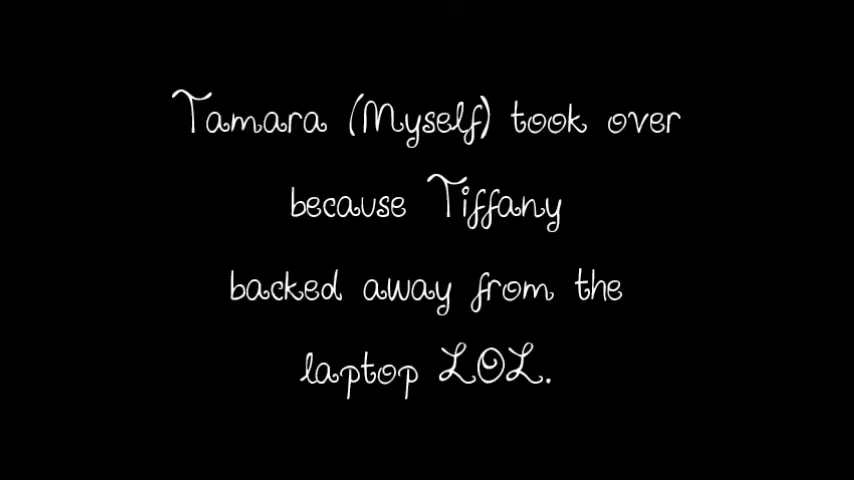 Tamara (Myself) took over
because Tiffany
backed away from the
laptop LOL.